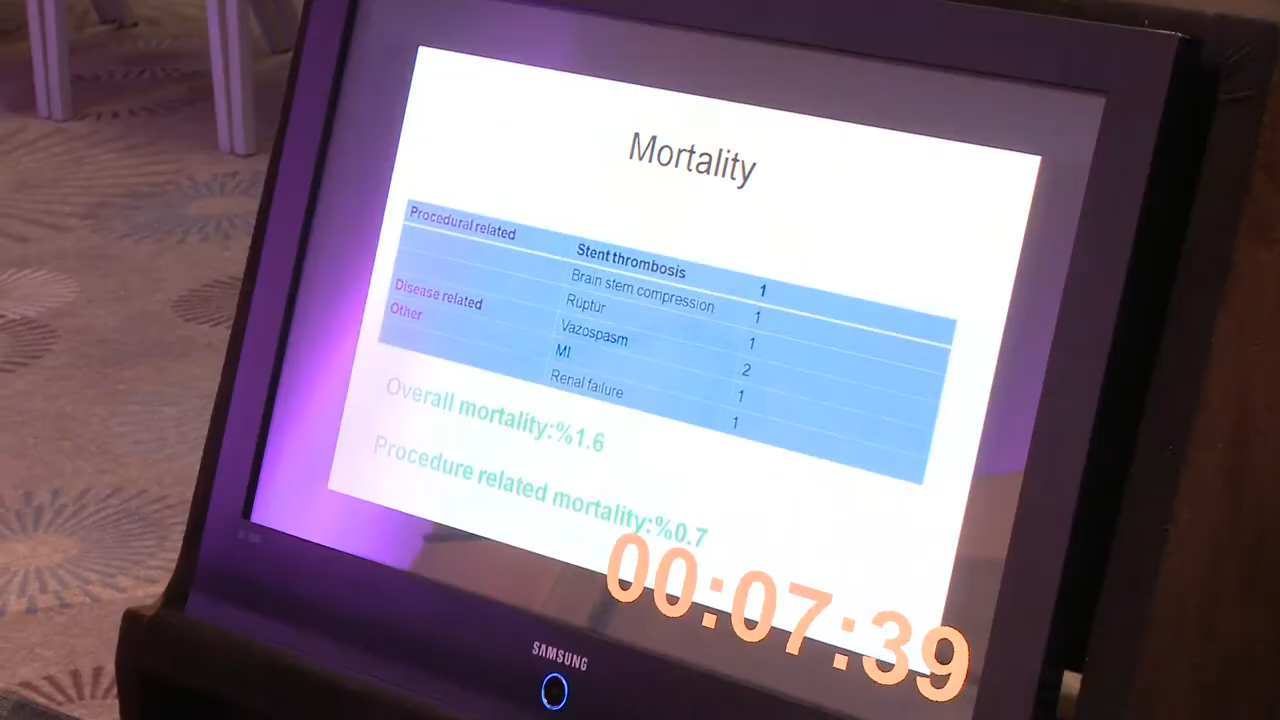 Mortality
Procedural related Stent thrombosis 1
Brain stem compression 1
Rüptür 1
Disease related Vazospasm 2
Other MI 1
Renal failure 1
Overall mortality:%1.6
Procedure related mortality:%0.7
00:07:39
SAMSUNG